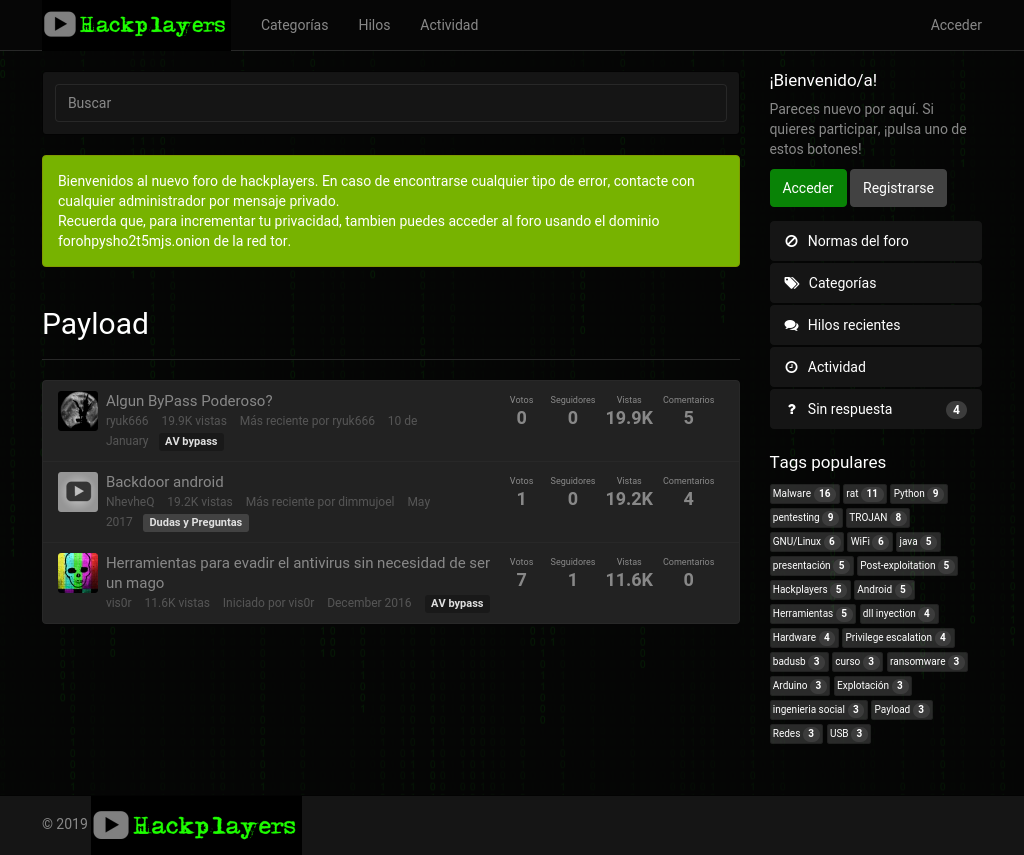 Hackplayers
Categorías
Hilos
Actividad
Acceder
Buscar
Bienvenidos al nuevo foro de hackplayers. En caso de encontrarse cualquier tipo de error, contacte con
cualquier administrador por mensaje privado.
Recuerda que, para incrementar tu privacidad, tambien puedes acceder al foro usando el dominio
forohpysho2t5mjs.onion de la red tor.
Payload
Algun ByPass Poderoso?
ryuk666 19.9K vistas Más reciente por ryuk666 10 de
January AV bypass
Votos Seguidores Vistas Comentarios
0 0 19.9K 5
Backdoor android
NhevheQ 19.2K vistas Más reciente por dimmujoel May
2017 Dudas y Preguntas
Votos Seguidores Vistas Comentarios
1 0 19.2K 4
Herramientas para evadir el antivirus sin necesidad de ser
un mago
vis0r 11.6K vistas Iniciado por vis0r December 2016 AV bypass
Votos Seguidores Vistas Comentarios
7 1 11.6K 0
¡Bienvenido/a!
Pareces nuevo por aquí. Si
quieres participar, ¡pulsa uno de
estos botones!
Acceder Registrarse
Normas del foro
Categorías
Hilos recientes
Actividad
Sin respuesta 4
Tags populares
Malware 16 rat 11 Python 9
pentesting 9 TROJAN 8
GNU/Linux 6 WiFi 6 java 5
presentación 5 Post-exploitation 5
Hackplayers 5 Android 5
Herramientas 5 dll inyection 4
Hardware 4 Privilege escalation 4
badusb 3 curso 3 ransomware 3
Arduino 3 Explotación 3
ingenieria social 3 Payload 3
Redes 3 USB 3
© 2019 Hackplayers